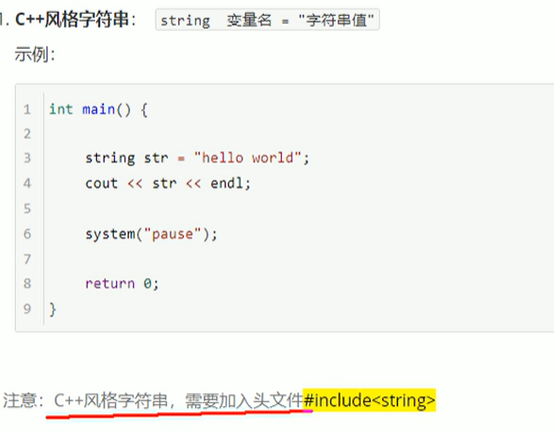 1. C++风格字符串： string 变量名 = "字符串值"
示例：
1 int main() {
2
3 string str = "hello world";
4 cout << str << endl;
5
6 system("pause");
7
8 return 0;
9 }
注意：C++风格字符串，需要加入头文件#include<string>